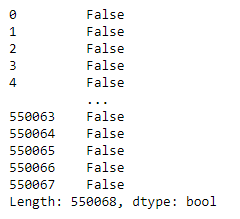 0         False
1         False
2         False
3         False
4         False
          ...
550063    False
550064    False
550065    False
550066    False
550067    False
Length: 550068, dtype: bool